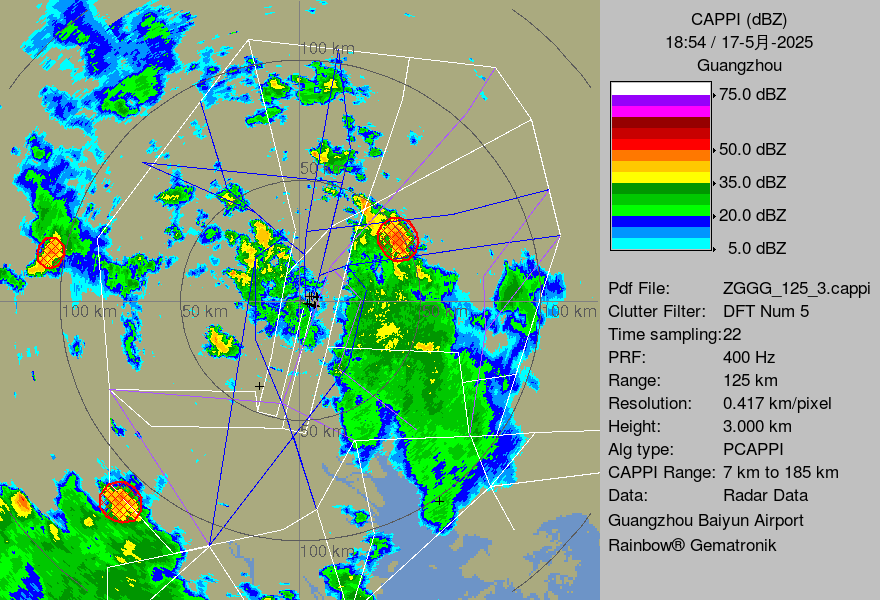 CAPPI (dBZ)
18:54 / 17-5月-2025
Guangzhou
75.0 dBZ
50.0 dBZ
35.0 dBZ
20.0 dBZ
5.0 dBZ
Pdf File: ZGGG_125_3.cappi
Clutter Filter: DFT Num 5
Time sampling:22
PRF: 400 Hz
Range: 125 km
Resolution: 0.417 km/pixel
Height: 3.000 km
Alg type: PCAPPI
CAPPI Range: 7 km to 185 km
Data: Radar Data
Guangzhou Baiyun Airport
Rainbow® Gematronik
100 km
50 km
100 km
50 km
50 km
100 km
50 km
100 km